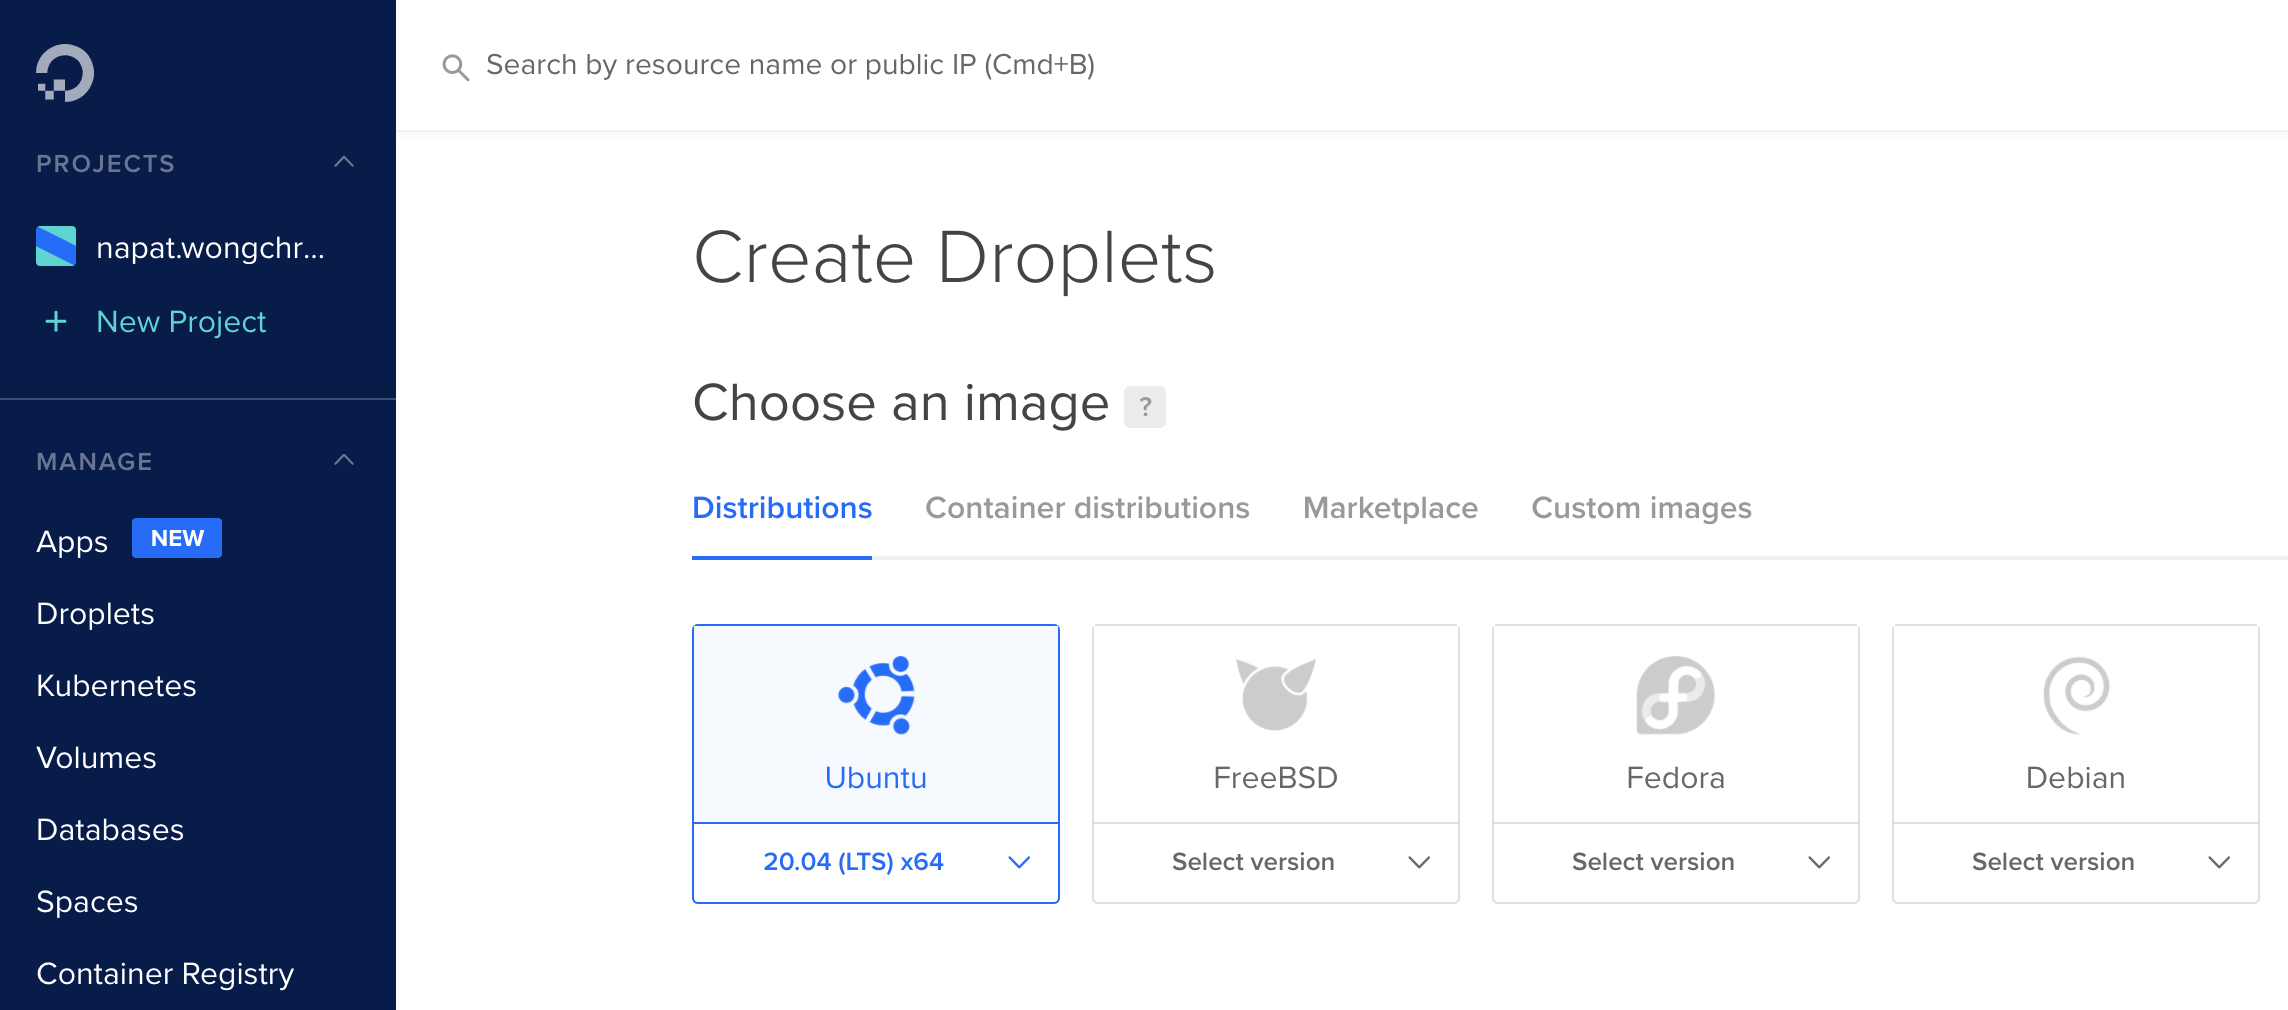 PROJECTS
napat.wongchr...
+ New Project
MANAGE
Apps NEW
Droplets
Kubernetes
Volumes
Databases
Spaces
Container Registry
Search by resource name or public IP (Cmd+B)
Create Droplets
Choose an image ?
Distributions Container distributions Marketplace Custom images
Ubuntu FreeBSD Fedora Debian
20.04 (LTS) x64 Select version Select version Select version